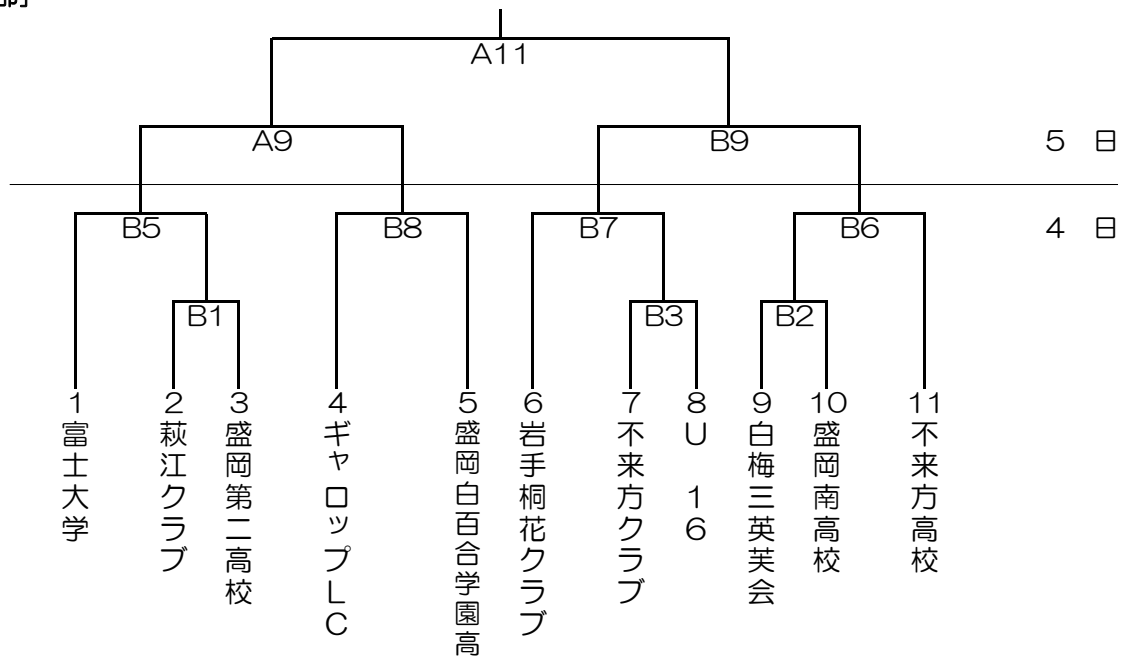 A11
A9
B9
5 日
B5
B8
B7
B6
4 日
B1
B3
B2
1 富士大学
2 萩江クラブ
3 盛岡第二高校
4 ギャロップLC
5 盛岡白百合学園高
6 岩手桐花クラブ
7 不来方クラブ
8 U 16
9 白梅三英芙会
10 盛岡南高校
11 不来方高校